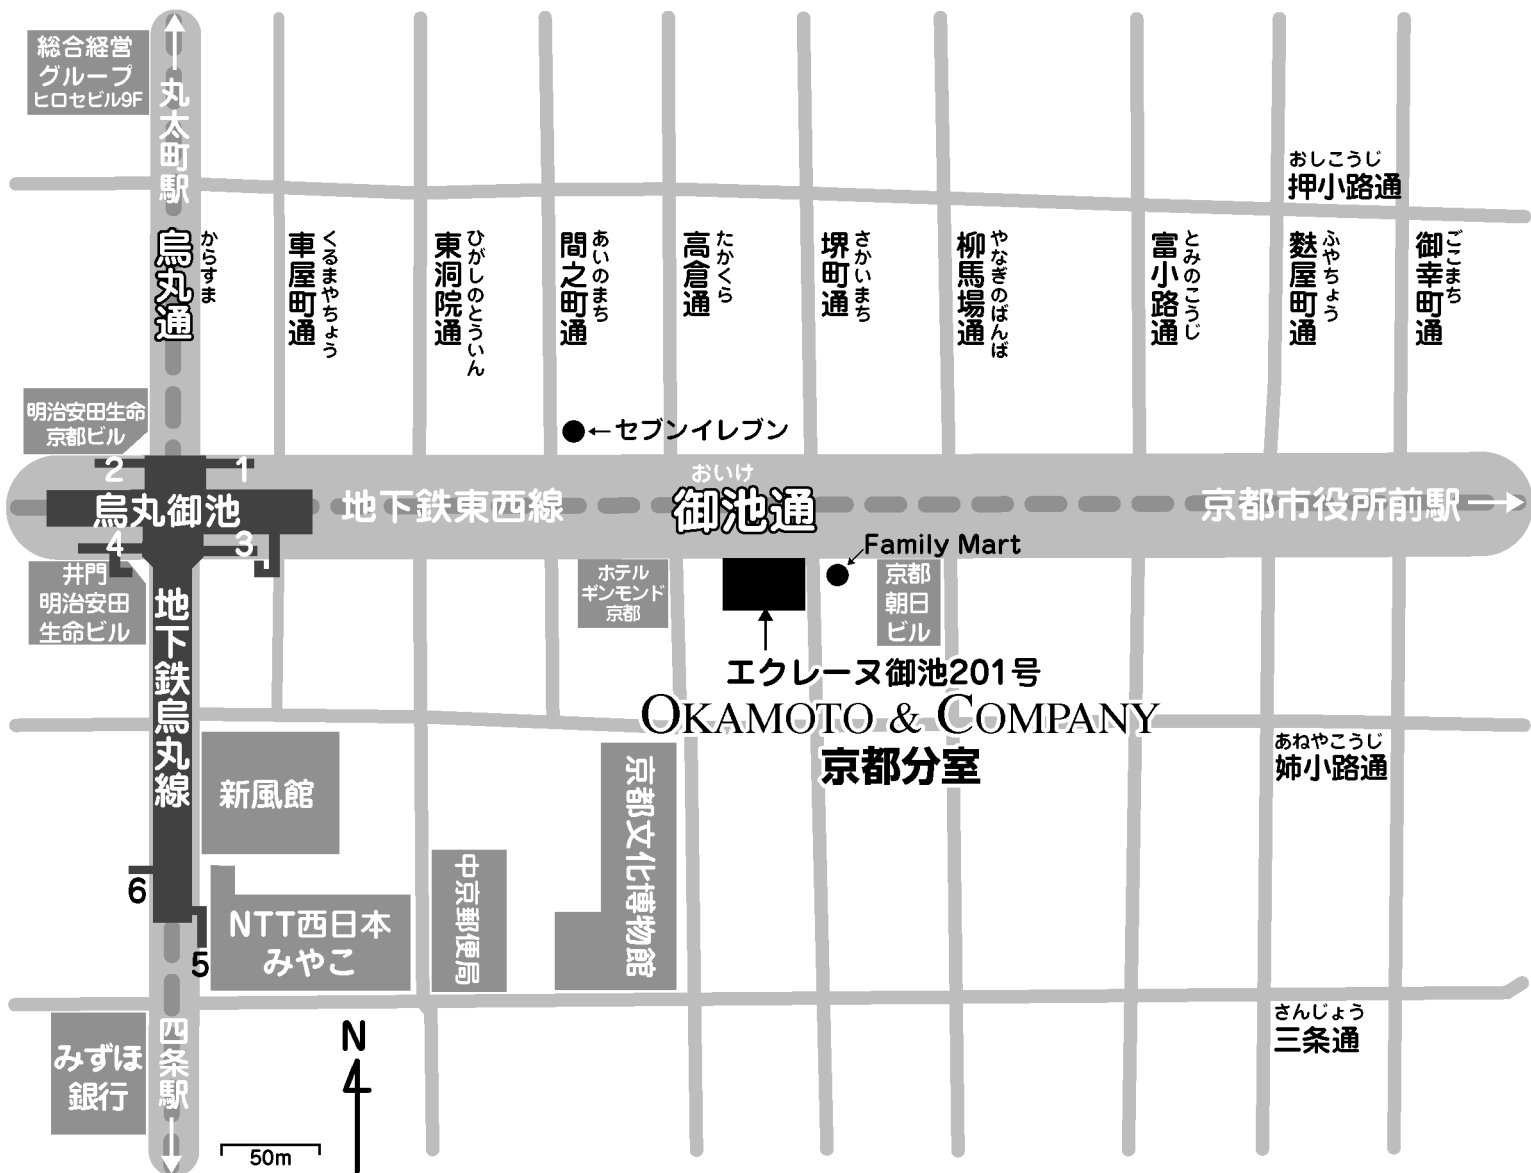 総合経営
グループ
ヒロセビル9F
丸太町駅
烏丸通
からすま
車屋町通
くるまやちょう
東洞院通
ひがしのとういん
間之町通
あいのまち
高倉通
たかくら
堺町通
さかいまち
柳馬場通
やなぎのばんば
富小路通
とみのこうじ
麩屋町通
ふやちょう
御幸町通
ごこまち
おしこうじ
押小路通
明治安田生命
京都ビル
←セブンイレブン
2
1
烏丸御池
4
3
地下鉄東西線
おいけ
御池通
京都市役所前駅
井門
明治安田
生命ビル
地下鉄烏丸線
ホテル
ギンモンド
京都
Family Mart
京都
朝日
ビル
エクレーヌ御池201号
OKAMOTO & COMPANY
京都分室
あねやこうじ
姉小路通
新風館
京都文化博物館
中京郵便局
NTT西日本
みやこ
6
5
さんじょう
三条通
みずほ
銀行
四条駅
N
50m